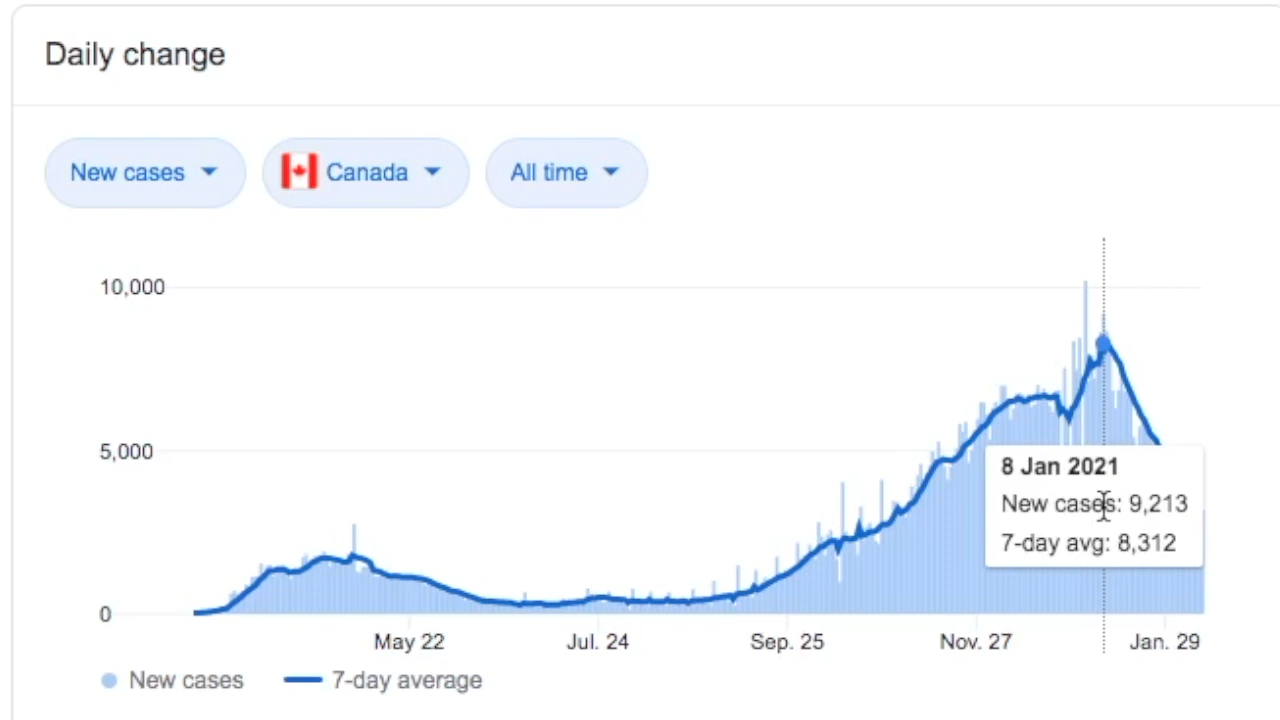 Daily change
New cases
Canada
All time
10,000
5,000
0
8 Jan 2021
New cases: 9,213
7-day avg: 8,312
May 22
Jul. 24
Sep. 25
Nov. 27
Jan. 29
New cases
7-day average